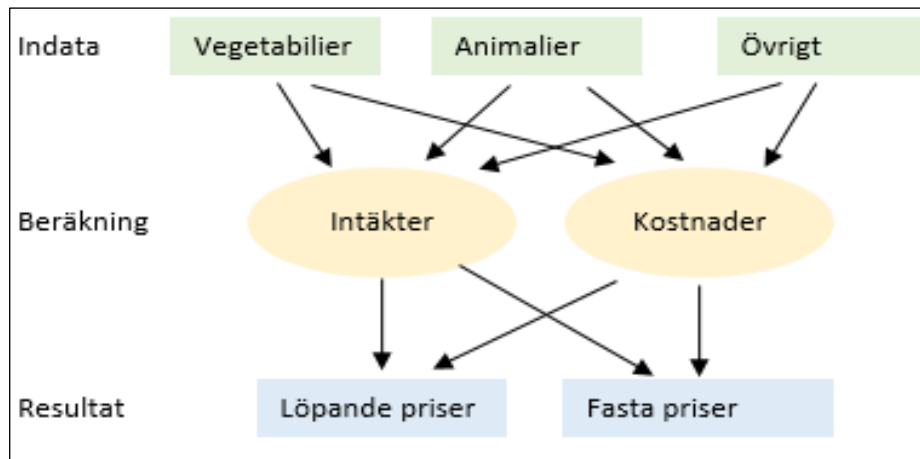 Indata Vegetabilier Animalier Övrigt
Beräkning Intäkter Kostnader
Resultat Löpande priser Fasta priser